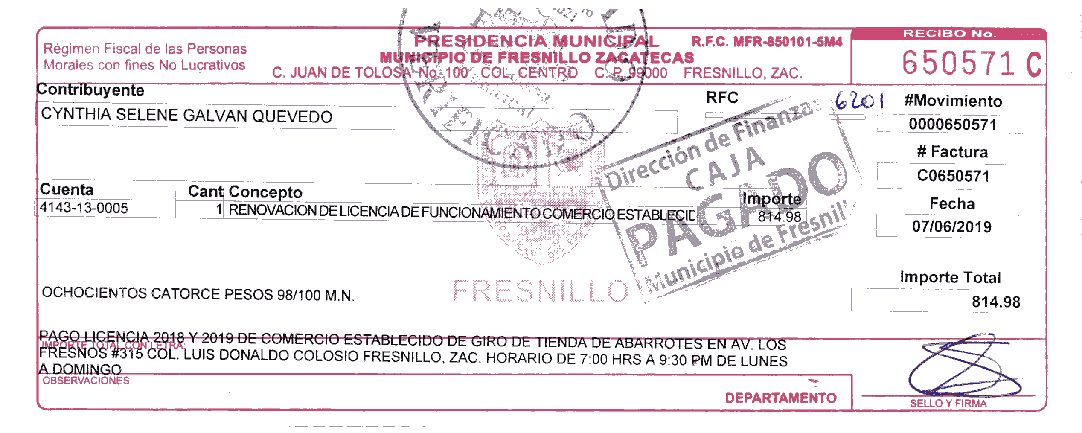 Régimen Fiscal de las Personas
Morales con fines No Lucrativos
PRESIDENCIA MUNICIPAL
MUNICIPIO DE FRESNILLO ZACATECAS
C. JUAN DE TOLOSA No. 100 COL. CENTRO C. P. 99000 FRESNILLO, ZAC.
R.F.C. MFR-850101-5M4
RECIBO No.
650571 C
Contribuyente
CYNTHIA SELENE GALVAN QUEVEDO
RFC
6201
#Movimiento
0000650571
# Factura
C0650571
Fecha
07/06/2019
Cuenta
Cant Concepto
Importe
4143-13-0005
1 RENOVACION DE LICENCIA DE FUNCIONAMIENTO COMERCIO ESTABLECID
814.98
Dirección de Finanza
CAJA
PAGADO
Municipio de Fresnil
FRESNILLO
Importe Total
814.98
OCHOCIENTOS CATORCE PESOS 98/100 M.N.
IMPORTE TOTAL CON LETRA:
PAGO LICENCIA 2018 Y 2019 DE COMERCIO ESTABLECIDO DE GIRO DE TIENDA DE ABARROTES EN AV. LOS
FRESNOS #315 COL. LUIS DONALDO COLOSIO FRESNILLO, ZAC. HORARIO DE 7:00 HRS A 9:30 PM DE LUNES
A DOMINGO
OBSERVACIONES
DEPARTAMENTO
SELLO Y FIRMA